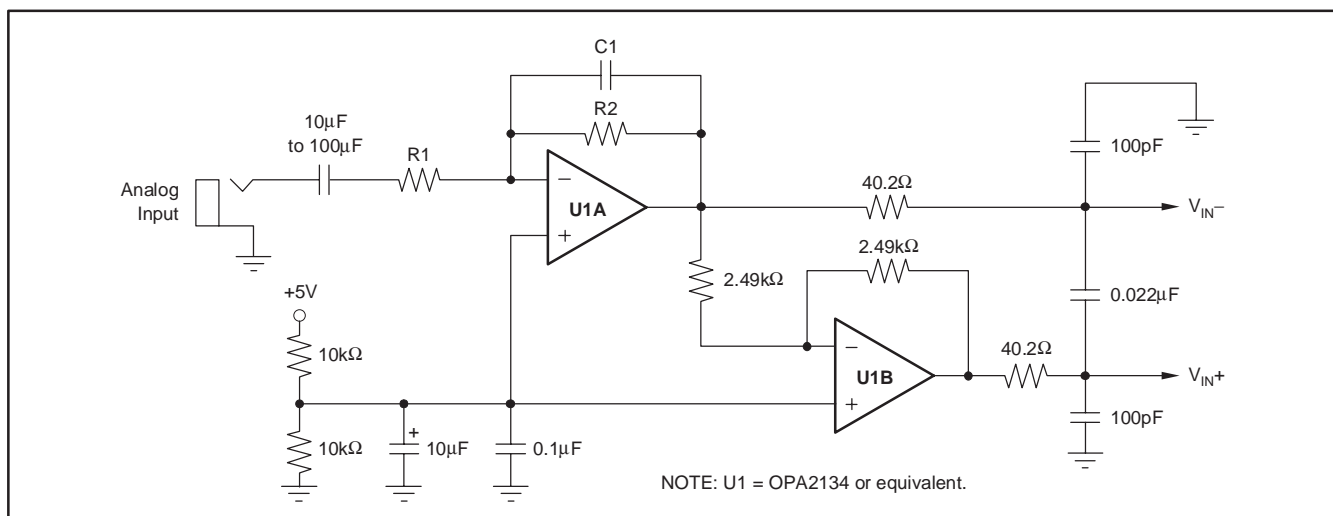 C1
R2
10μF
to 100μF
R1
100pF
Analog
Input
−
U1A
+
40.2Ω
V_IN−
2.49kΩ
2.49kΩ
0.022μF
+5V
10kΩ
−
U1B
+
40.2Ω
V_IN+
10kΩ
+
10μF
0.1μF
100pF
NOTE: U1 = OPA2134 or equivalent.